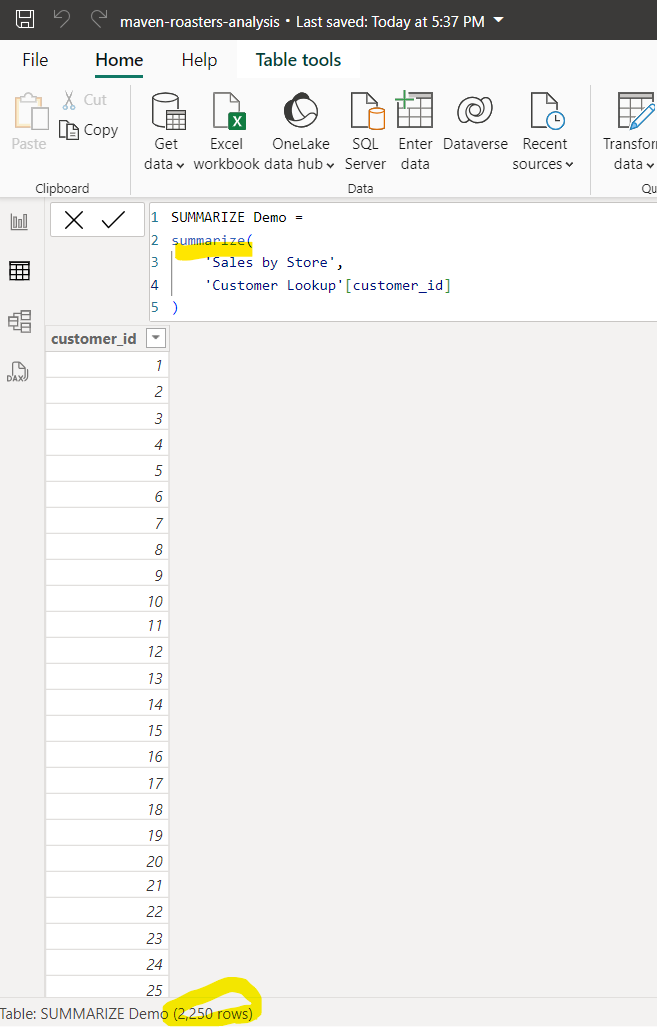 maven-roasters-analysis • Last saved: Today at 5:37 PM
File Home Help Table tools
Paste
Cut
Copy
Get data
Excel workbook
OneLake data hub
SQL Server
Enter data
Dataverse
Recent sources
Transfor
data
Clipboard
Data
Qu
1 SUMMARIZE Demo =
2 summarize(
3 'Sales by Store',
4 'Customer Lookup'[customer_id]
5 )
DAX
customer_id
1
2
3
4
5
6
7
8
9
10
11
12
13
14
15
16
17
18
19
20
21
22
23
24
25
Table: SUMMARIZE Demo (2,250 rows)